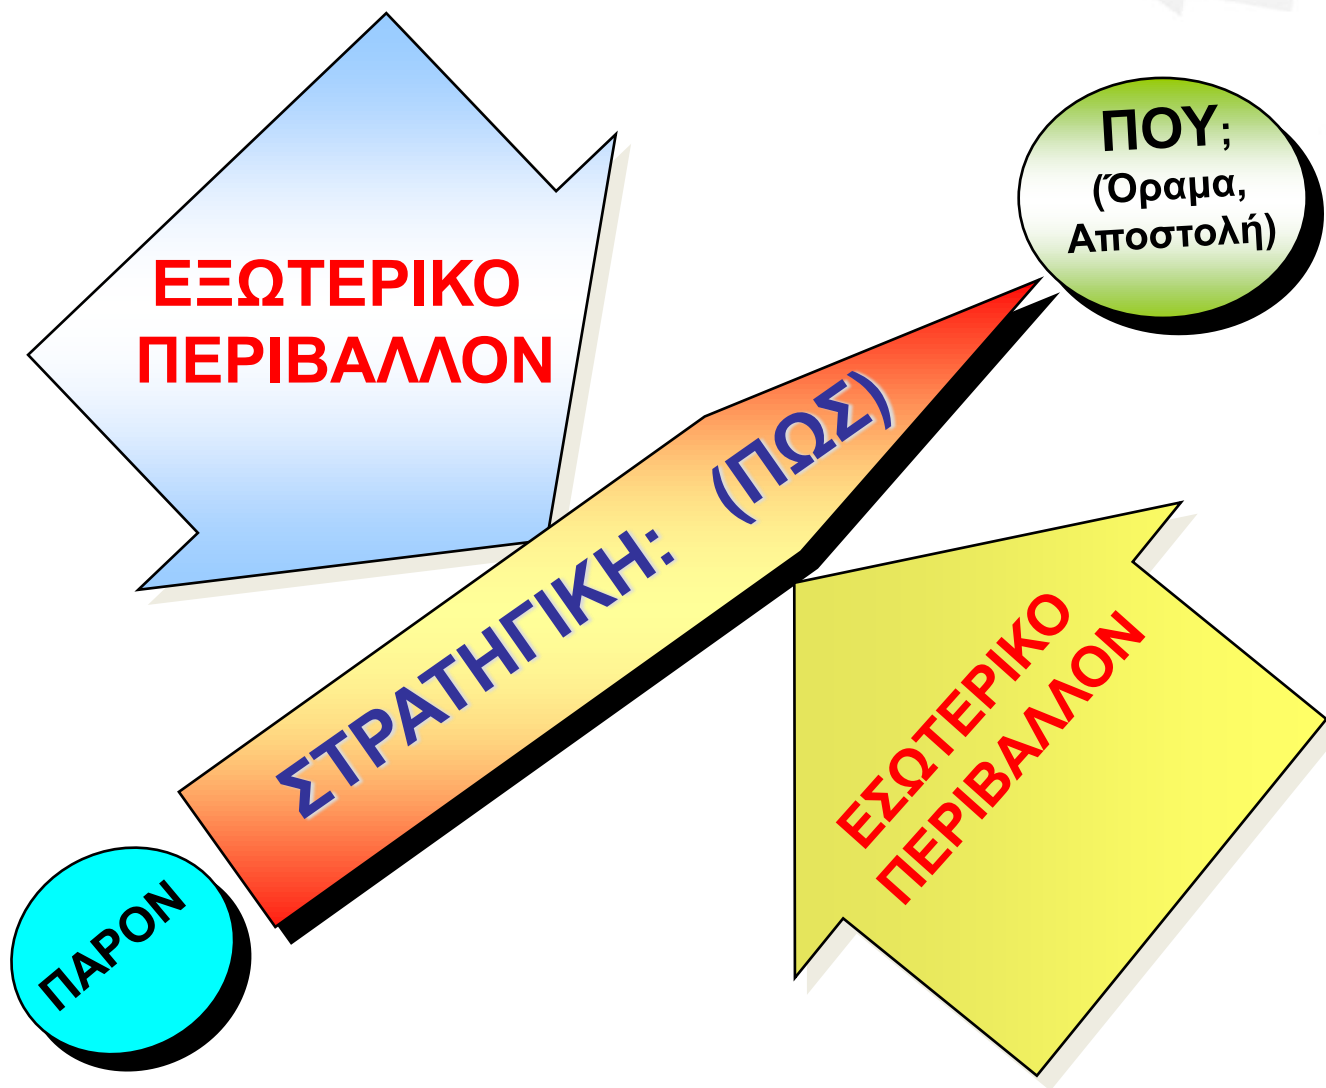 ΠΟΥ;
(Όραμα,
Αποστολή)
ΕΞΩΤΕΡΙΚΟ
ΠΕΡΙΒΑΛΛΟΝ
ΣΤΡΑΤΗΓΙΚΗ: (ΠΩΣ)
ΕΣΩΤΕΡΙΚΟ
ΠΕΡΙΒΑΛΛΟΝ
ΠΑΡΟΝ